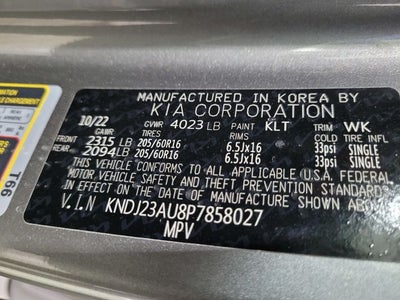 MANUFACTURED IN KOREA BY
KIA CORPORATION
10/22 GVWR 4023 LB PAINT KLT TRIM WK
GAWR TIRES RIMS COLD TIRE INF.
FRONT 2315 LB 205/60R16 6.5Jx16 33psi SINGLE
REAR 2094LB 205/60R16 6.5Jx16 33psi SINGLE
THIS VEHICLE CONFORMS TO ALL APPLICABLE U.S.A. FEDERAL
MOTOR VEHICLE SAFETY AND THEFT PREVENTION STANDARDS
IN EFFECT ON THE DATE OF MANUFACTURE SHOWN ABOVE.
V.I.N KNDJ23AU8P7858027
MPV
T66